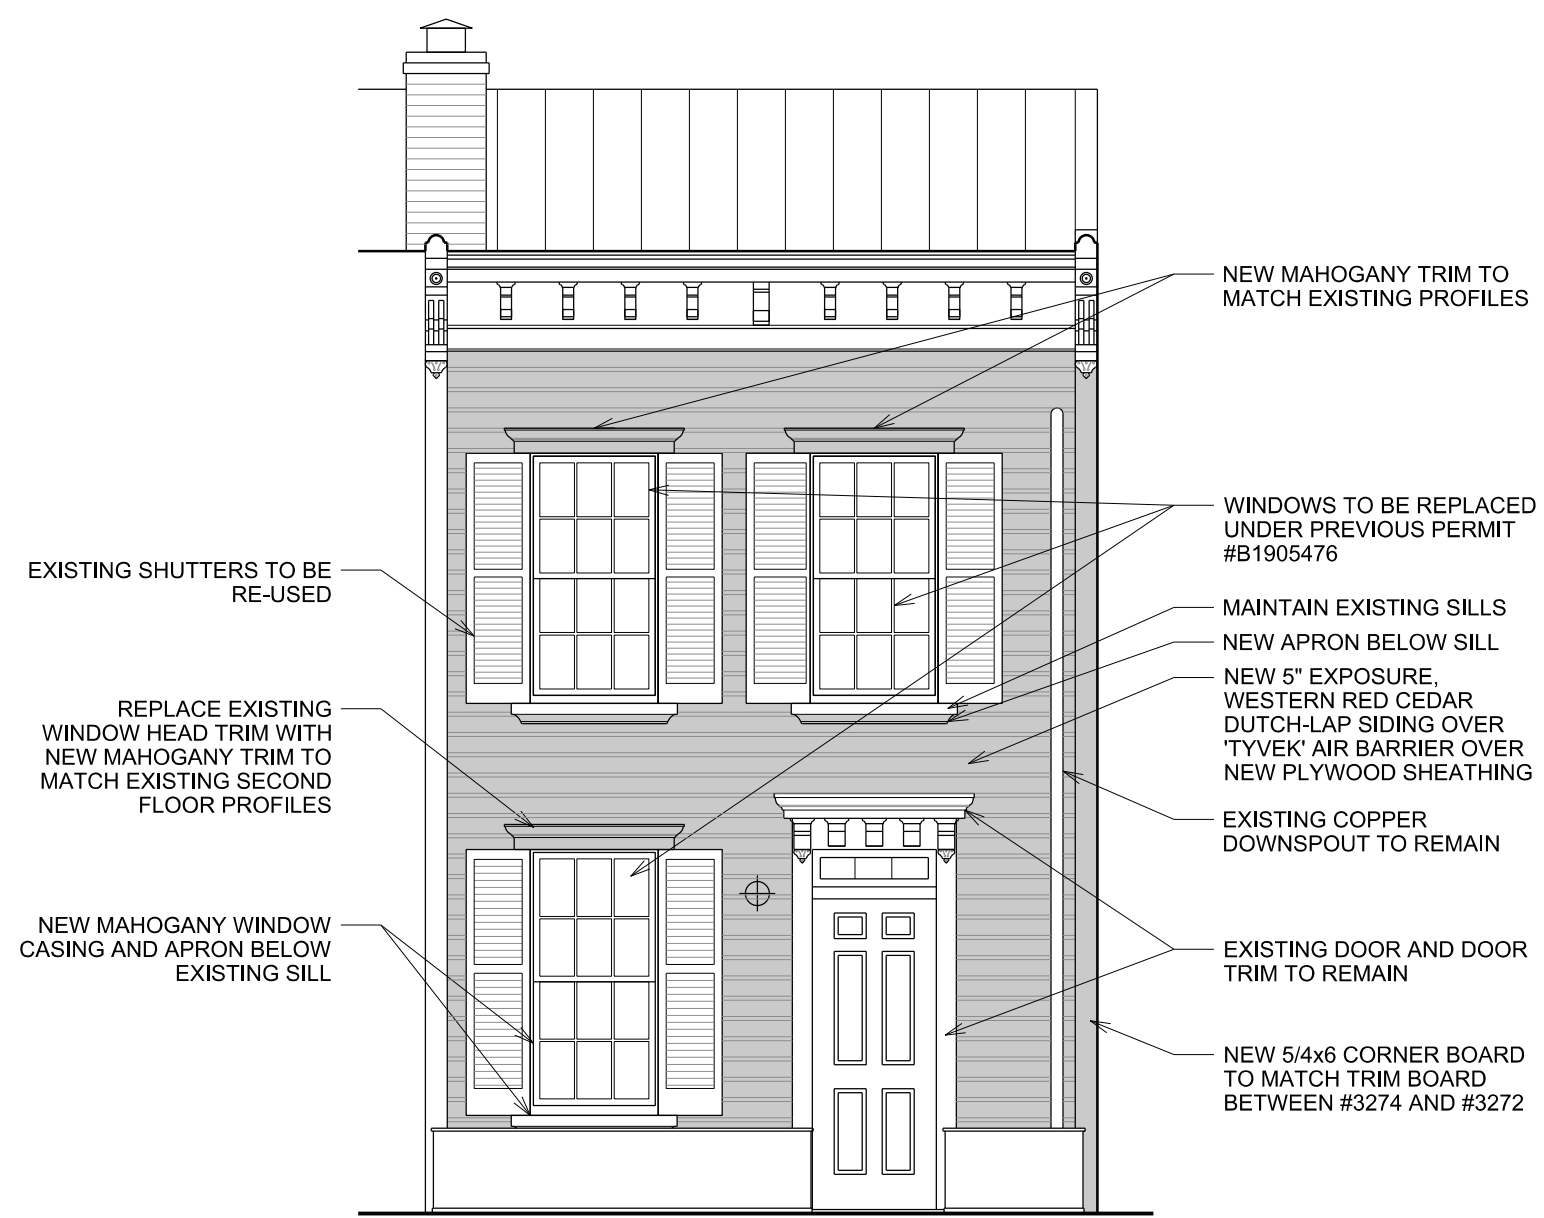 NEW MAHOGANY TRIM TO
MATCH EXISTING PROFILES
WINDOWS TO BE REPLACED
UNDER PREVIOUS PERMIT
#B1905476
EXISTING SHUTTERS TO BE
RE-USED
MAINTAIN EXISTING SILLS
NEW APRON BELOW SILL
NEW 5" EXPOSURE,
WESTERN RED CEDAR
DUTCH-LAP SIDING OVER
'TYVEK' AIR BARRIER OVER
NEW PLYWOOD SHEATHING
REPLACE EXISTING
WINDOW HEAD TRIM WITH
NEW MAHOGANY TRIM TO
MATCH EXISTING SECOND
FLOOR PROFILES
EXISTING COPPER
DOWNSPOUT TO REMAIN
NEW MAHOGANY WINDOW
CASING AND APRON BELOW
EXISTING SILL
EXISTING DOOR AND DOOR
TRIM TO REMAIN
NEW 5/4x6 CORNER BOARD
TO MATCH TRIM BOARD
BETWEEN #3274 AND #3272